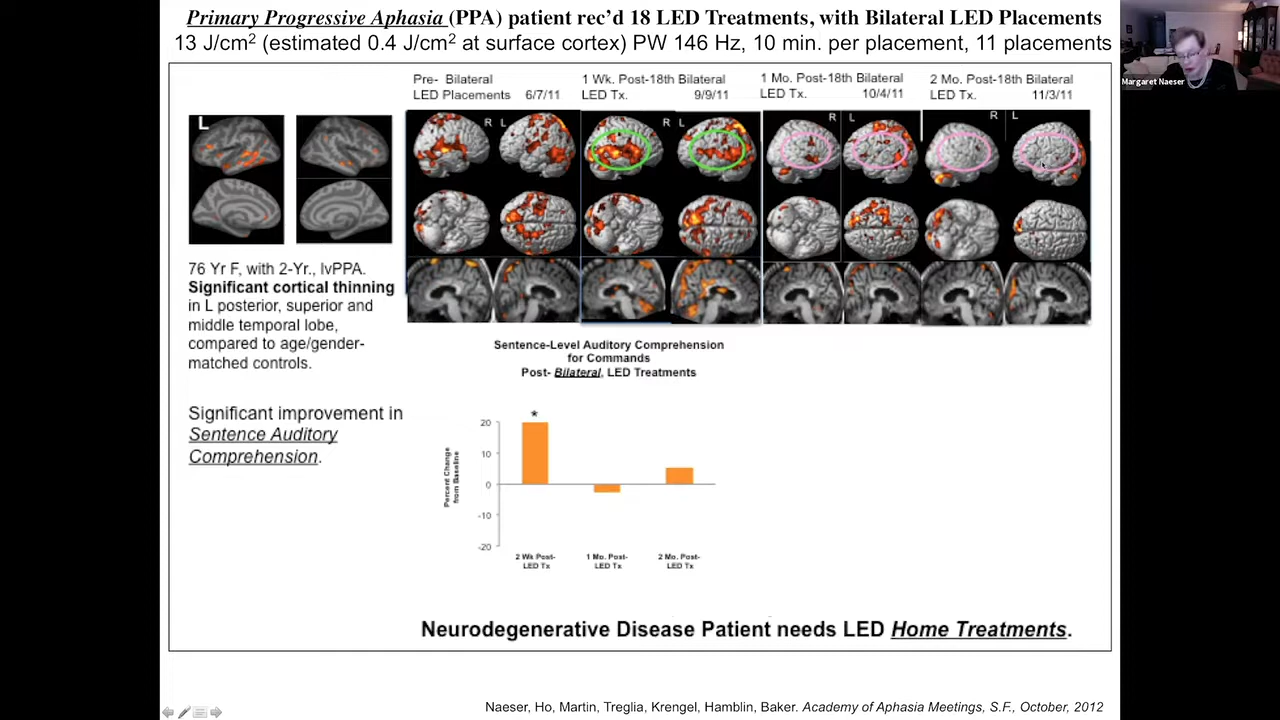 Primary Progressive Aphasia (PPA) patient rec'd 18 LED Treatments, with Bilateral LED Placements
13 J/cm² (estimated 0.4 J/cm² at surface cortex) PW 146 Hz, 10 min. per placement, 11 placements
Margaret Naeser
Pre- Bilateral
LED Placements 6/7/11
1 Wk. Post-18th Bilateral
LED Tx. 9/9/11
1 Mo. Post-18th Bilateral
LED Tx. 10/4/11
2 Mo. Post-18th Bilateral
LED Tx. 11/3/11
L
R L
R L
R L
R L
76 Yr F, with 2-Yr., lvPPA.
Significant cortical thinning
in L posterior, superior and
middle temporal lobe,
compared to age/gender-
matched controls.
Significant improvement in
Sentence Auditory
Comprehension.
Sentence-Level Auditory Comprehension
for Commands
Post- Bilateral, LED Treatments
Percent Change
from Baseline
*
20
10
0
-10
-20
2 Wk Post-
LED Tx
1 Mo. Post-
LED Tx
2 Mo. Post-
LED Tx
Neurodegenerative Disease Patient needs LED Home Treatments.
Naeser, Ho, Martin, Treglia, Krengel, Hamblin, Baker. Academy of Aphasia Meetings, S.F., October, 2012